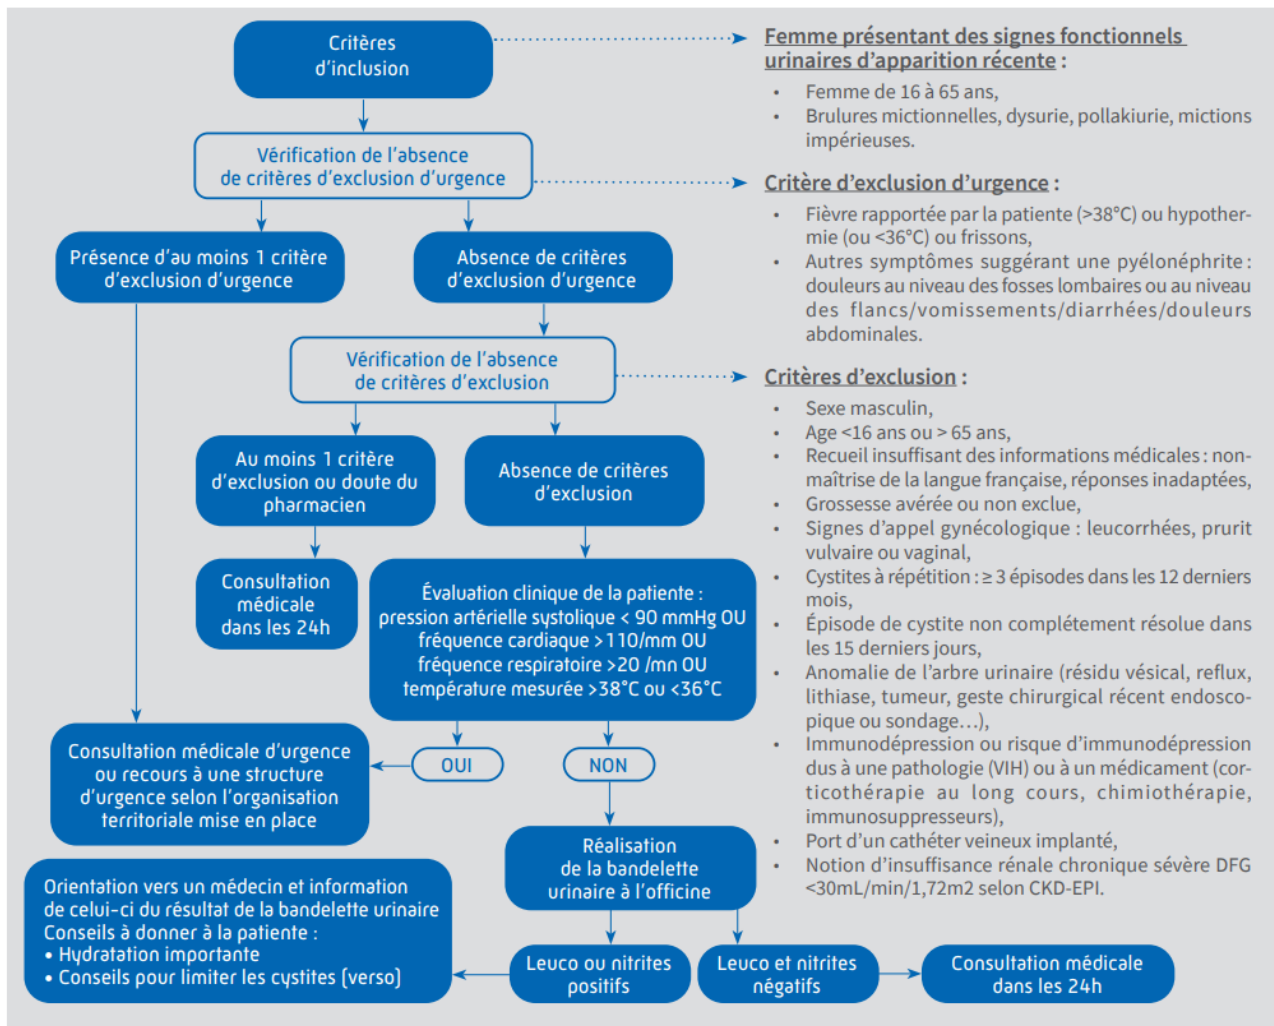 Critères
d'inclusion
Femme présentant des signes fonctionnels
urinaires d'apparition récente :
• Femme de 16 à 65 ans,
• Brulures mictionnelles, dysurie, pollakiurie, mictions
impérieuses.
Vérification de l'absence
de critères d'exclusion d'urgence
Critère d'exclusion d'urgence :
• Fièvre rapportée par la patiente (>38°C) ou hypother-
mie (ou <36°C) ou frissons,
• Autres symptômes suggérant une pyélonéphrite :
douleurs au niveau des fosses lombaires ou au niveau
des flancs/vomissements/diarrhées/douleurs
abdominales.
Présence d'au moins 1 critère
d'exclusion d'urgence
Absence de critères
d'exclusion d'urgence
Vérification de l'absence
de critères d'exclusion
Critères d'exclusion :
• Sexe masculin,
• Age <16 ans ou > 65 ans,
• Recueil insuffisant des informations médicales : non-
maîtrise de la langue française, réponses inadaptées,
• Grossesse avérée ou non exclue,
• Signes d'appel gynécologique : leucorrhées, prurit
vulvaire ou vaginal,
• Cystites à répétition : ≥ 3 épisodes dans les 12 derniers
mois,
• Épisode de cystite non complétement résolue dans
les 15 derniers jours,
• Anomalie de l'arbre urinaire (résidu vésical, reflux,
lithiase, tumeur, geste chirurgical récent endosco-
pique ou sondage…),
• Immunodépression ou risque d'immunodépression
dus à une pathologie (VIH) ou à un médicament (cor-
ticothérapie au long cours, chimiothérapie,
immunosuppresseurs),
• Port d'un cathéter veineux implanté,
• Notion d'insuffisance rénale chronique sévère DFG
<30mL/min/1,72m2 selon CKD-EPI.
Au moins 1 critère
d'exclusion ou doute du
pharmacien
Absence de critères
d'exclusion
Consultation
médicale
dans les 24h
Évaluation clinique de la patiente :
pression artérielle systolique < 90 mmHg OU
fréquence cardiaque >110/mm OU
fréquence respiratoire >20 /mn OU
température mesurée >38°C ou <36°C
Consultation médicale d'urgence
ou recours à une structure
d'urgence selon l'organisation
territoriale mise en place
OUI
NON
Réalisation
de la bandelette
urinaire à l'officine
Orientation vers un médecin et information
de celui-ci du résultat de la bandelette urinaire
Conseils à donner à la patiente :
• Hydratation importante
• Conseils pour limiter les cystites (verso)
Leuco ou nitrites
positifs
Leuco et nitrites
négatifs
Consultation médicale
dans les 24h